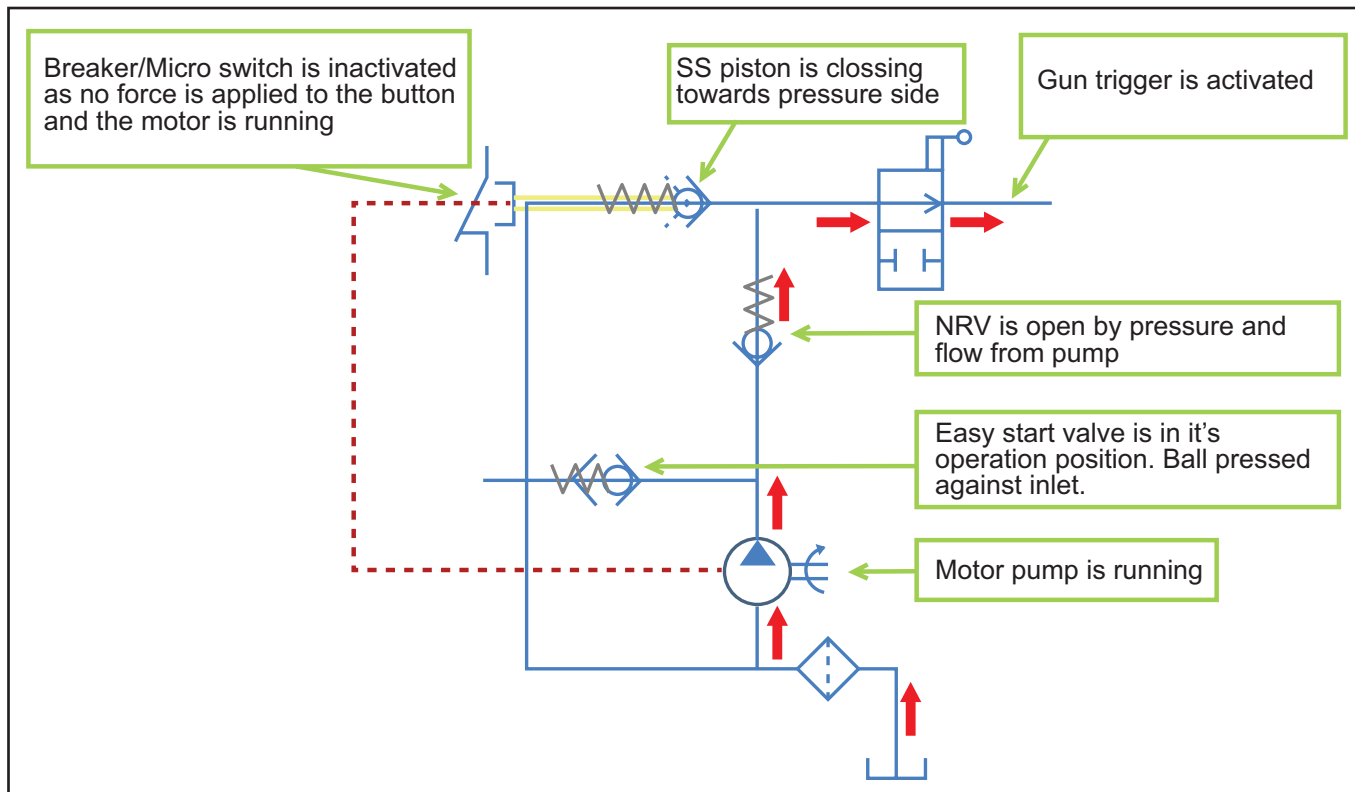 Breaker/Micro switch is inactivated
as no force is applied to the button
and the motor is running
SS piston is clossing
towards pressure side
Gun trigger is activated
NRV is open by pressure and
flow from pump
Easy start valve is in it’s
operation position. Ball pressed
against inlet.
Motor pump is running